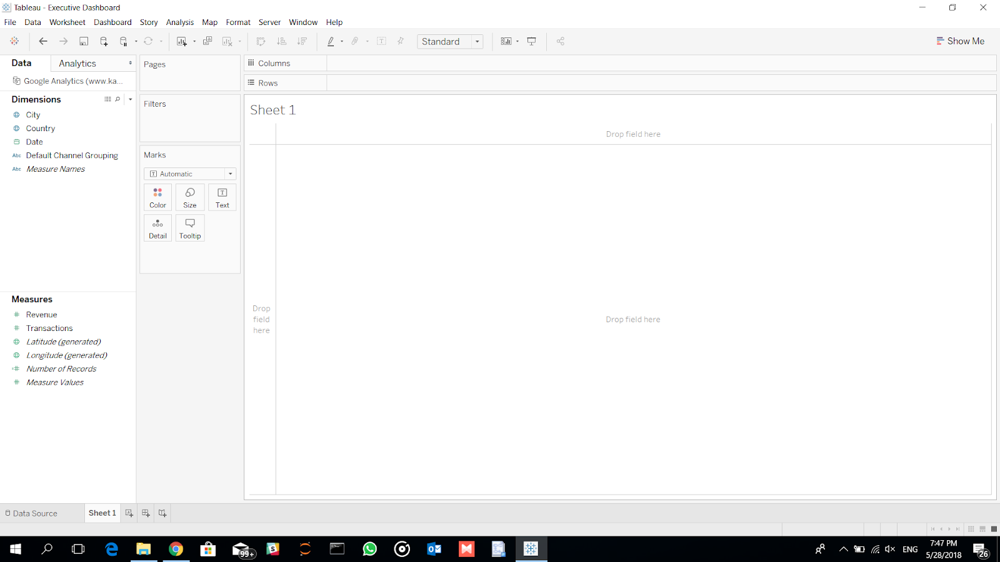 Tableau - Executive Dashboard
File Data Worksheet Dashboard Story Analysis Map Format Server Window Help
Standard
Show Me
Data
Analytics
Google Analytics (www.ka...
Dimensions
City
Country
Date
Abc Default Channel Grouping
Abc Measure Names
Measures
Revenue
Transactions
Latitude (generated)
Longitude (generated)
Number of Records
Measure Values
Pages
Filters
Marks
T Automatic
Color
Size
T
Text
Detail
Tooltip
Columns
Rows
Sheet 1
Drop field here
Drop
field
here
Drop field here
Data Source
Sheet 1
99+
ENG
7:47 PM
5/28/2018
26